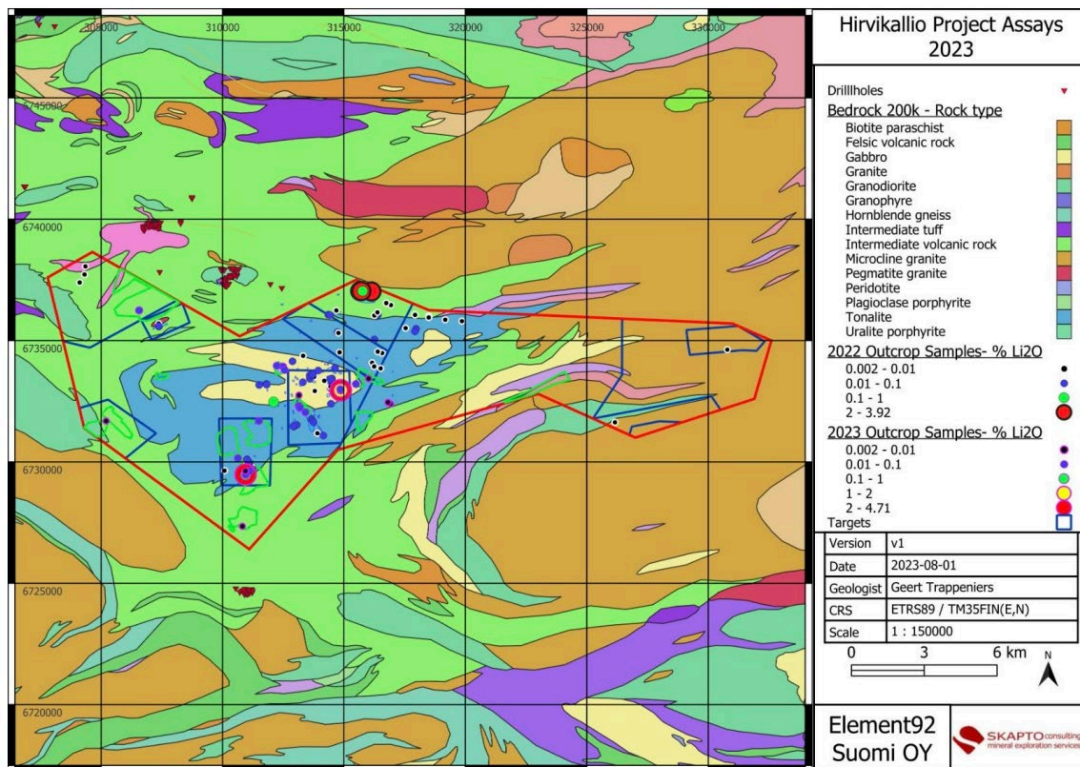 305000
310000
315000
320000
325000
330000
6745000
6740000
6735000
6730000
6725000
6720000
Hirvikallio Project Assays
2023
Drilllholes
Bedrock 200k - Rock type
Biotite paraschist
Felsic volcanic rock
Gabbro
Granite
Granodiorite
Granophyre
Hornblende gneiss
Intermediate tuff
Intermediate volcanic rock
Microcline granite
Pegmatite granite
Peridotite
Plagioclase porphyrite
Tonalite
Uralite porphyrite
2022 Outcrop Samples- % Li2O
0.002 - 0.01
0.01 - 0.1
0.1 - 1
2 - 3.92
2023 Outcrop Samples- % Li2O
0.002 - 0.01
0.01 - 0.1
0.1 - 1
1 - 2
2 - 4.71
Targets
Version v1
Date 2023-08-01
Geologist Geert Trappeniers
CRS ETRS89 / TM35FIN(E,N)
Scale 1 : 150000
0 3 6 km
N
Element92
Suomi OY
SKAPTO consulting
mineral exploration services